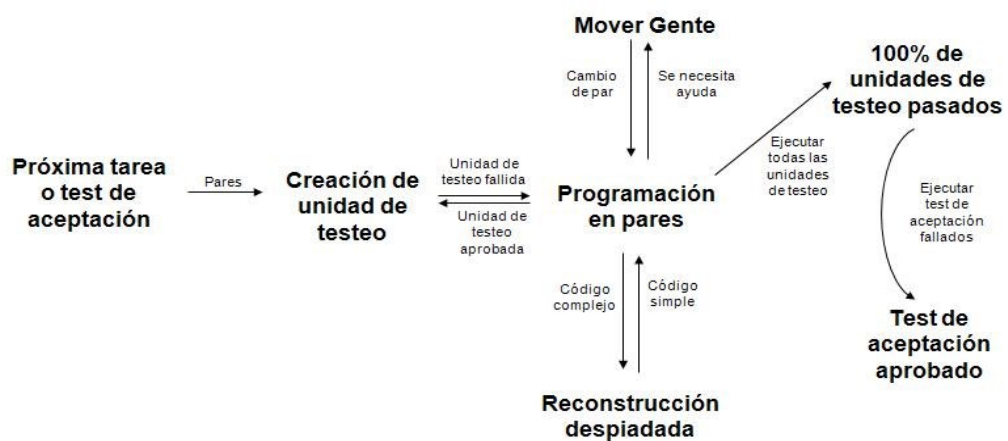 Mover Gente
Cambio
de par
Se necesita
ayuda
100% de
unidades de
testeo pasados
Próxima tarea
o test de
aceptación
Pares
Creación de
unidad de
testeo
Unidad de
testeo fallida
Unidad de
testeo
aprobada
Programación
en pares
Ejecutar
todas las
unidades
de testeo
Ejecutar
test de
aceptación
fallados
Código
complejo
Código
simple
Test de
aceptación
aprobado
Reconstrucción
despiadada